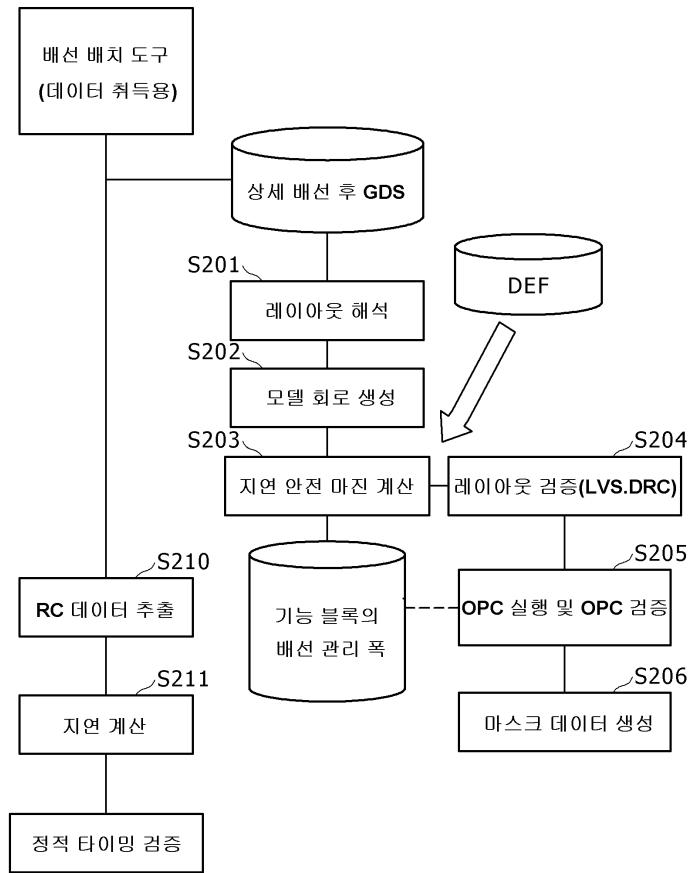 배선 배치 도구
(데이터 취득용)
상세 배선 후 GDS
DEF
S201
레이아웃 해석
S202
모델 회로 생성
S203
지연 안전 마진 계산
S204
레이아웃 검증(LVS.DRC)
기능 블록의
배선 관리 폭
S205
OPC 실행 및 OPC 검증
S206
마스크 데이터 생성
S210
RC 데이터 추출
S211
지연 계산
정적 타이밍 검증